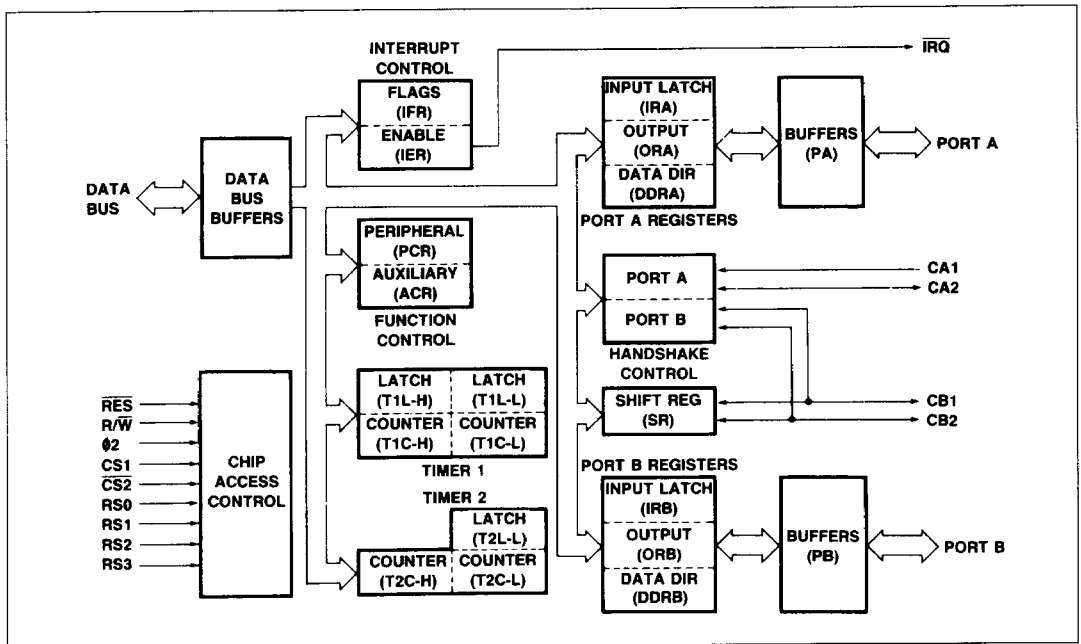 INTERRUPT
CONTROL
FLAGS
(IFR)
ENABLE
(IER)
I̅R̅Q̅
INPUT LATCH
(IRA)
OUTPUT
(ORA)
DATA DIR
(DDRA)
PORT A REGISTERS
BUFFERS
(PA)
PORT A
DATA
BUS
DATA
BUS
BUFFERS
PERIPHERAL
(PCR)
AUXILIARY
(ACR)
FUNCTION
CONTROL
PORT A
PORT B
HANDSHAKE
CONTROL
CA1
CA2
LATCH
(T1L-H)
LATCH
(T1L-L)
COUNTER
(T1C-H)
COUNTER
(T1C-L)
TIMER 1
SHIFT REG
(SR)
CB1
CB2
R̅E̅S̅
R/W̅
Φ2
CS1
C̅S̅2̅
RS0
RS1
RS2
RS3
CHIP
ACCESS
CONTROL
TIMER 2
LATCH
(T2L-L)
COUNTER
(T2C-H)
COUNTER
(T2C-L)
PORT B REGISTERS
INPUT LATCH
(IRB)
OUTPUT
(ORB)
DATA DIR
(DDRB)
BUFFERS
(PB)
PORT B